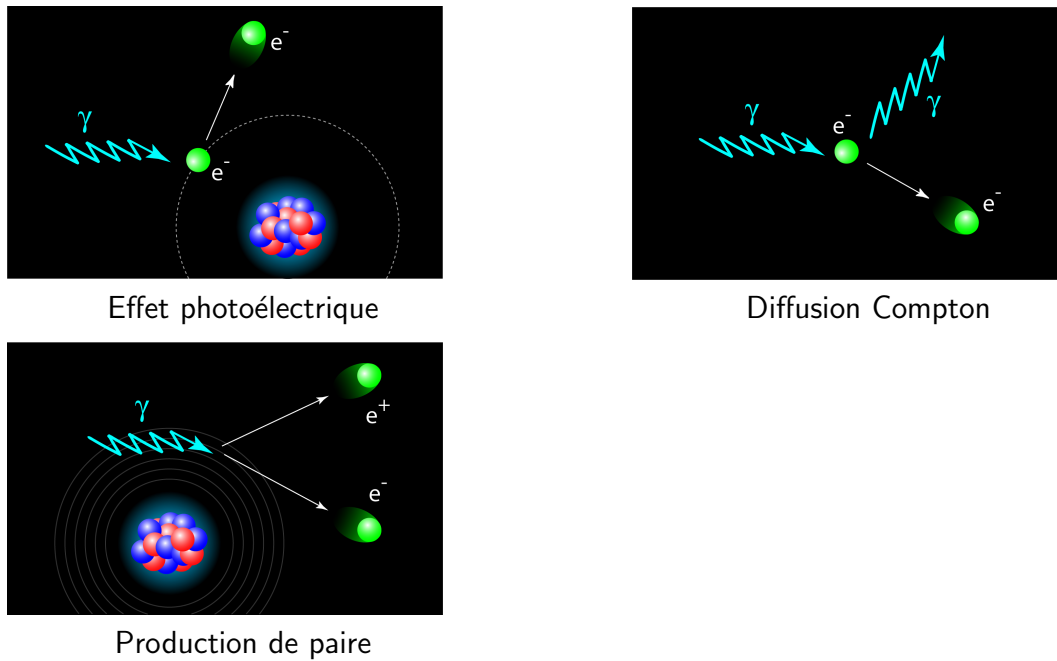 e⁻
γ
e⁻
Effet photoélectrique
γ
e⁻
γ
e⁻
Diffusion Compton
γ
e⁺
e⁻
Production de paire